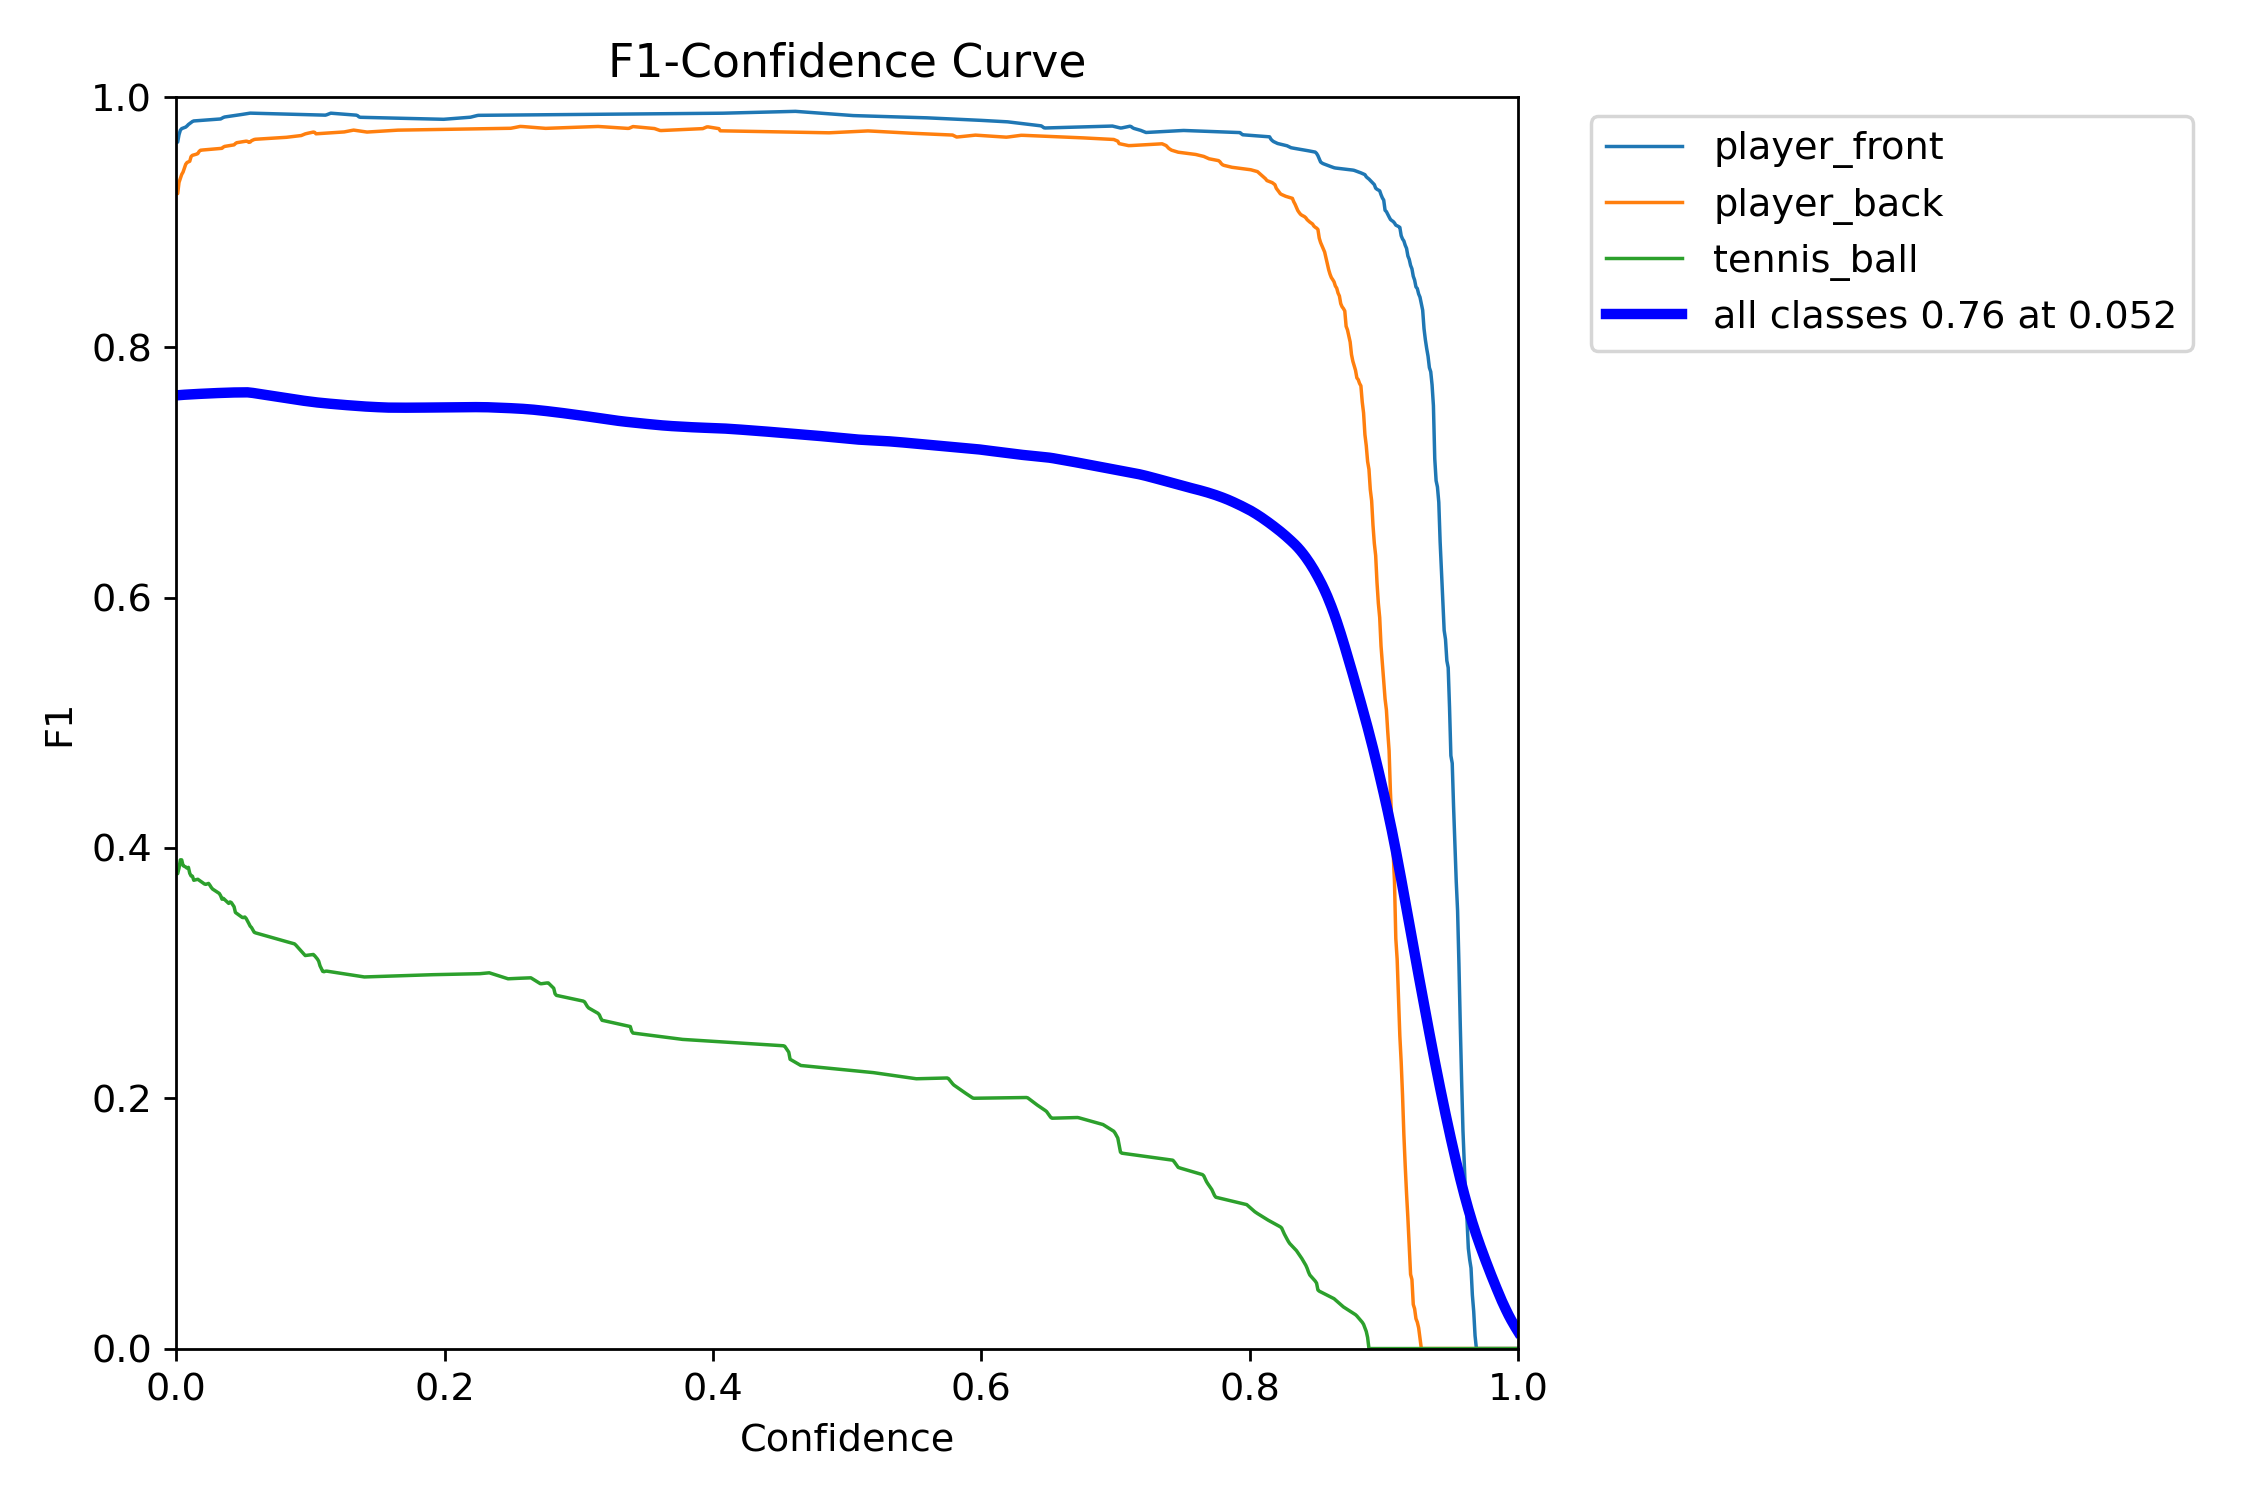 F1-Confidence Curve
1.0
0.8
0.6
0.4
0.2
0.0
F1
0.0 0.2 0.4 0.6 0.8 1.0
Confidence
player_front
player_back
tennis_ball
all classes 0.76 at 0.052